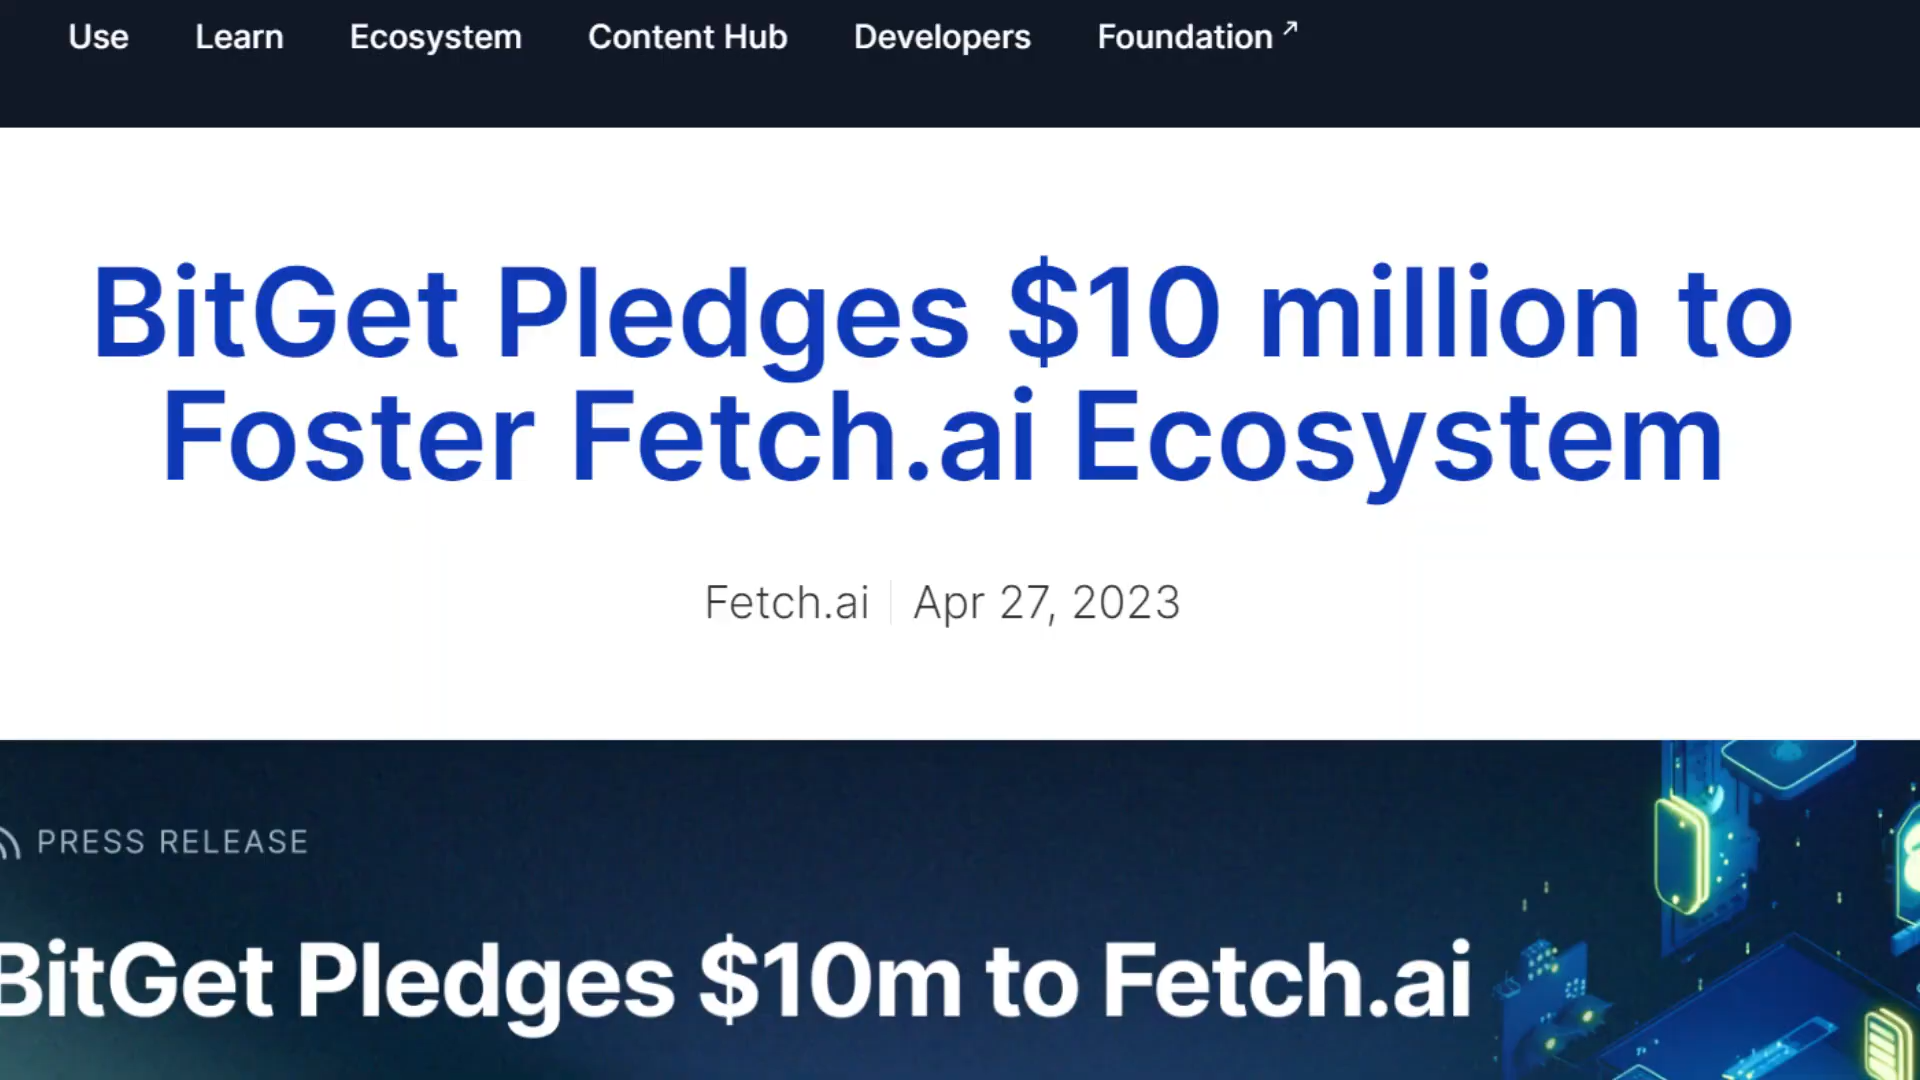 Use Learn Ecosystem Content Hub Developers Foundation ↗
BitGet Pledges $10 million to
Foster Fetch.ai Ecosystem
Fetch.ai | Apr 27, 2023
PRESS RELEASE
BitGet Pledges $10m to Fetch.ai